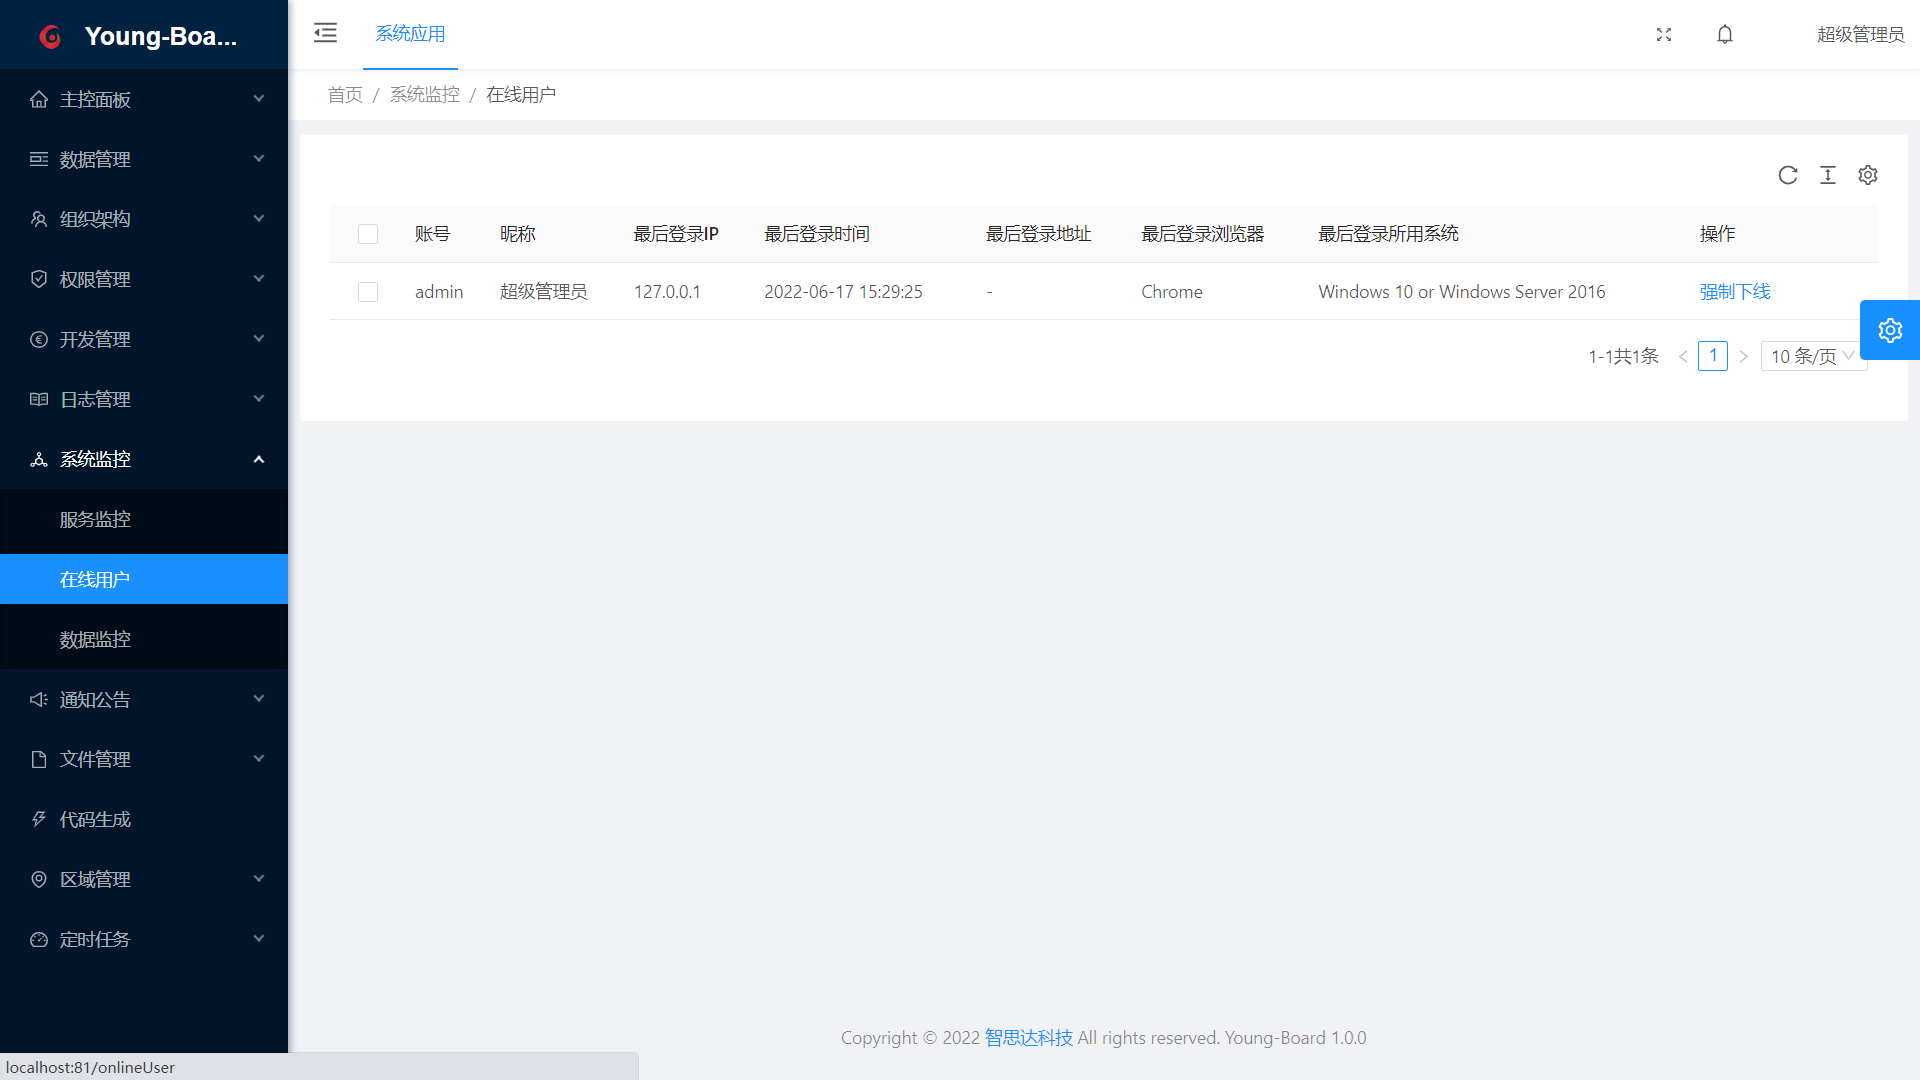 Young-Boa...
系统应用
超级管理员
首页 / 系统监控 / 在线用户
主控面板
数据管理
组织架构
权限管理
开发管理
日志管理
系统监控
服务监控
在线用户
数据监控
通知公告
文件管理
代码生成
区域管理
定时任务
账号 昵称 最后登录IP 最后登录时间 最后登录地址 最后登录浏览器 最后登录所用系统 操作
admin 超级管理员 127.0.0.1 2022-06-17 15:29:25 - Chrome Windows 10 or Windows Server 2016 强制下线
1-1共1条 < 1 > 10 条/页
Copyright © 2022 智思达科技 All rights reserved. Young-Board 1.0.0
localhost:81/onlineUser